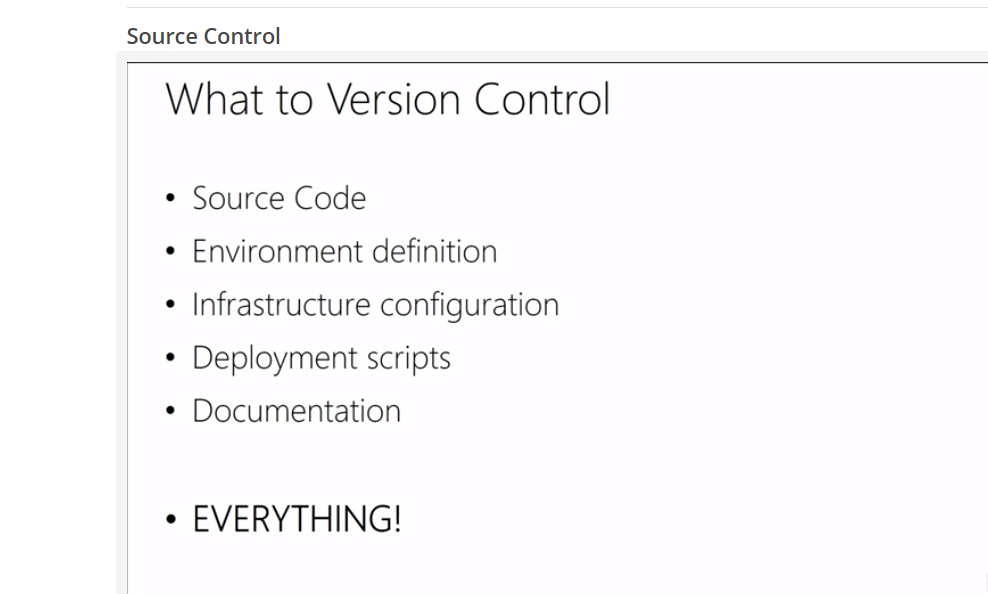 Source Control
What to Version Control
• Source Code
• Environment definition
• Infrastructure configuration
• Deployment scripts
• Documentation
• EVERYTHING!